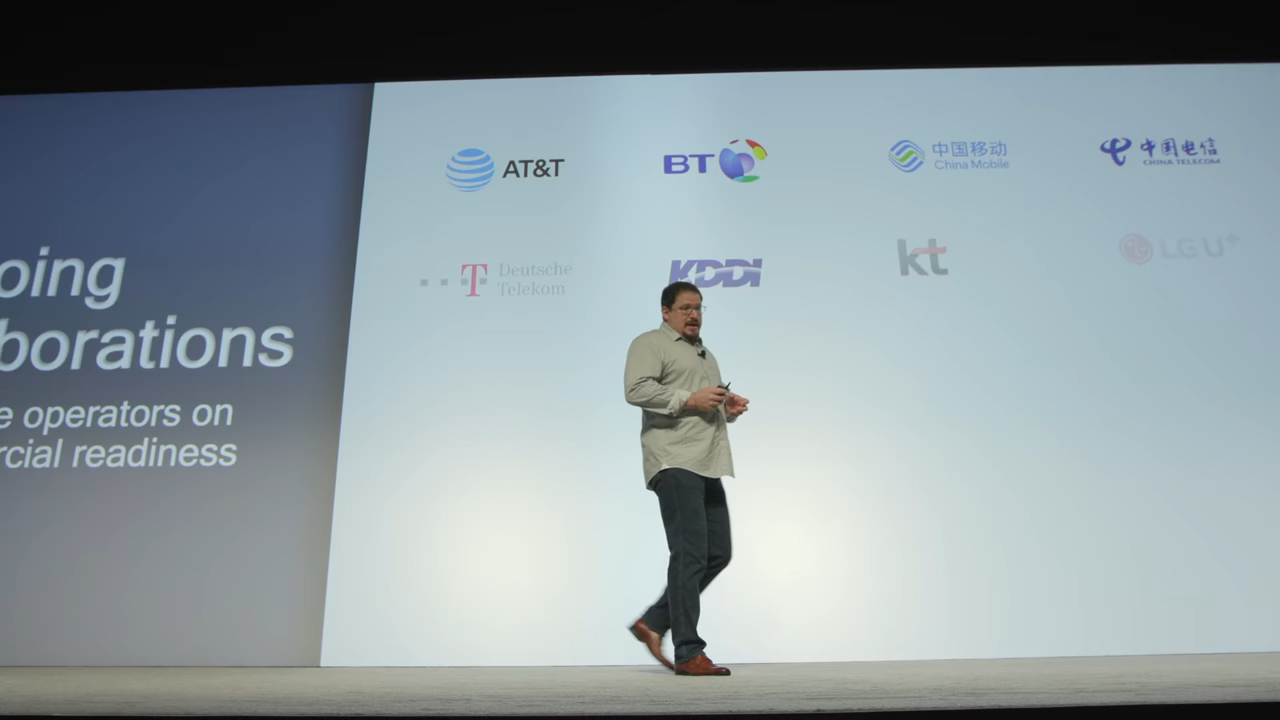 oing
borations
e operators on
rcial readiness
AT&T
BT
中国移动
China Mobile
中国电信
CHINA TELECOM
T Deutsche
Telekom
KDDI
kt
LG U+